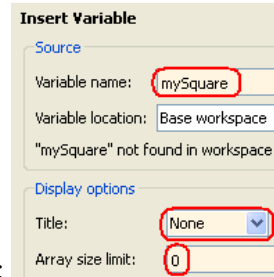 Insert Variable
Source
Variable name: mySquare
Variable location: Base workspace
"mySquare" not found in workspace
Display options
Title: None
Array size limit: 0